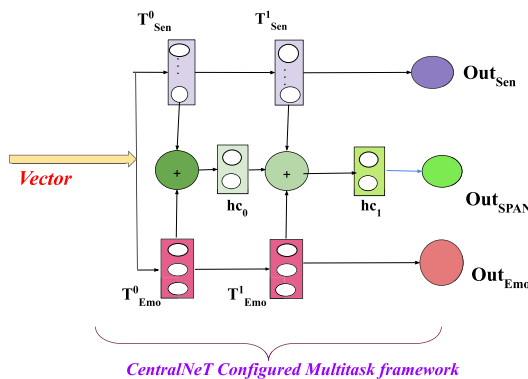 T⁰Sen T¹Sen
OutSen
Vector
+ +
hc₀ hc₁
OutSPAN
T⁰Emo T¹Emo
OutEmo
CentralNeT Configured Multitask framework